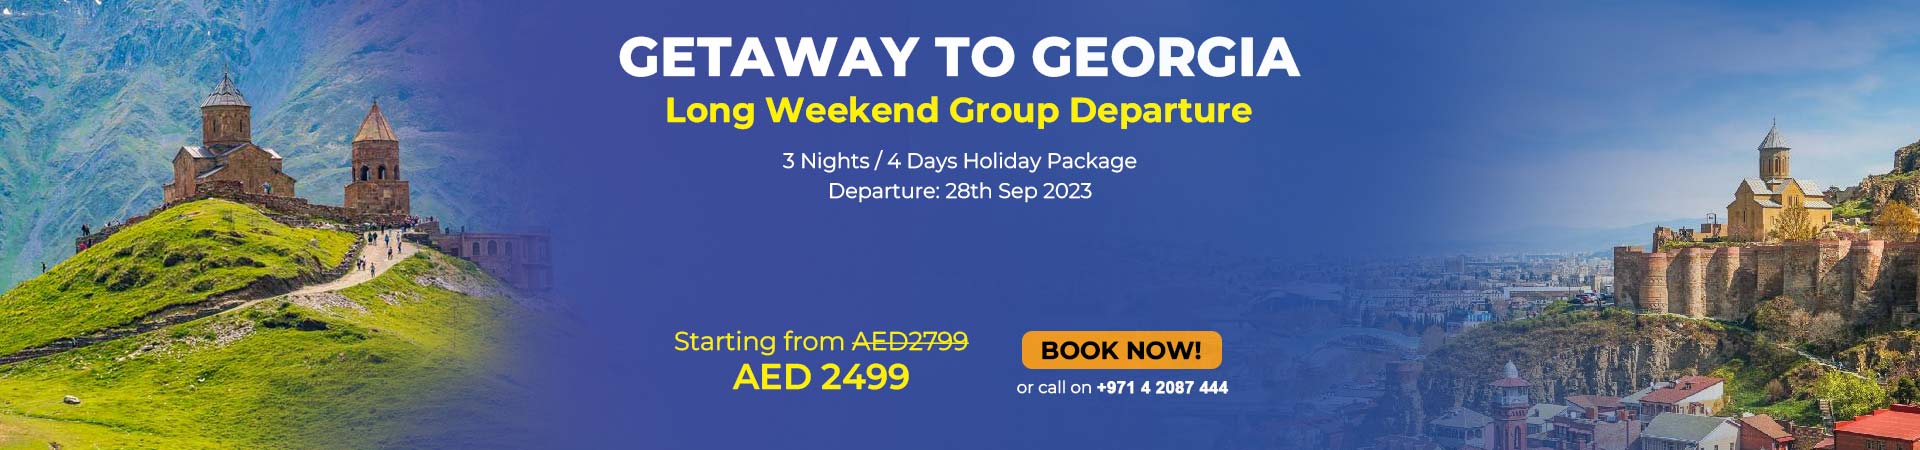 GETAWAY TO GEORGIA
Long Weekend Group Departure
3 Nights / 4 Days Holiday Package
Departure: 28th Sep 2023
Starting from AED2799
AED 2499
BOOK NOW!
or call on +971 4 2087 444